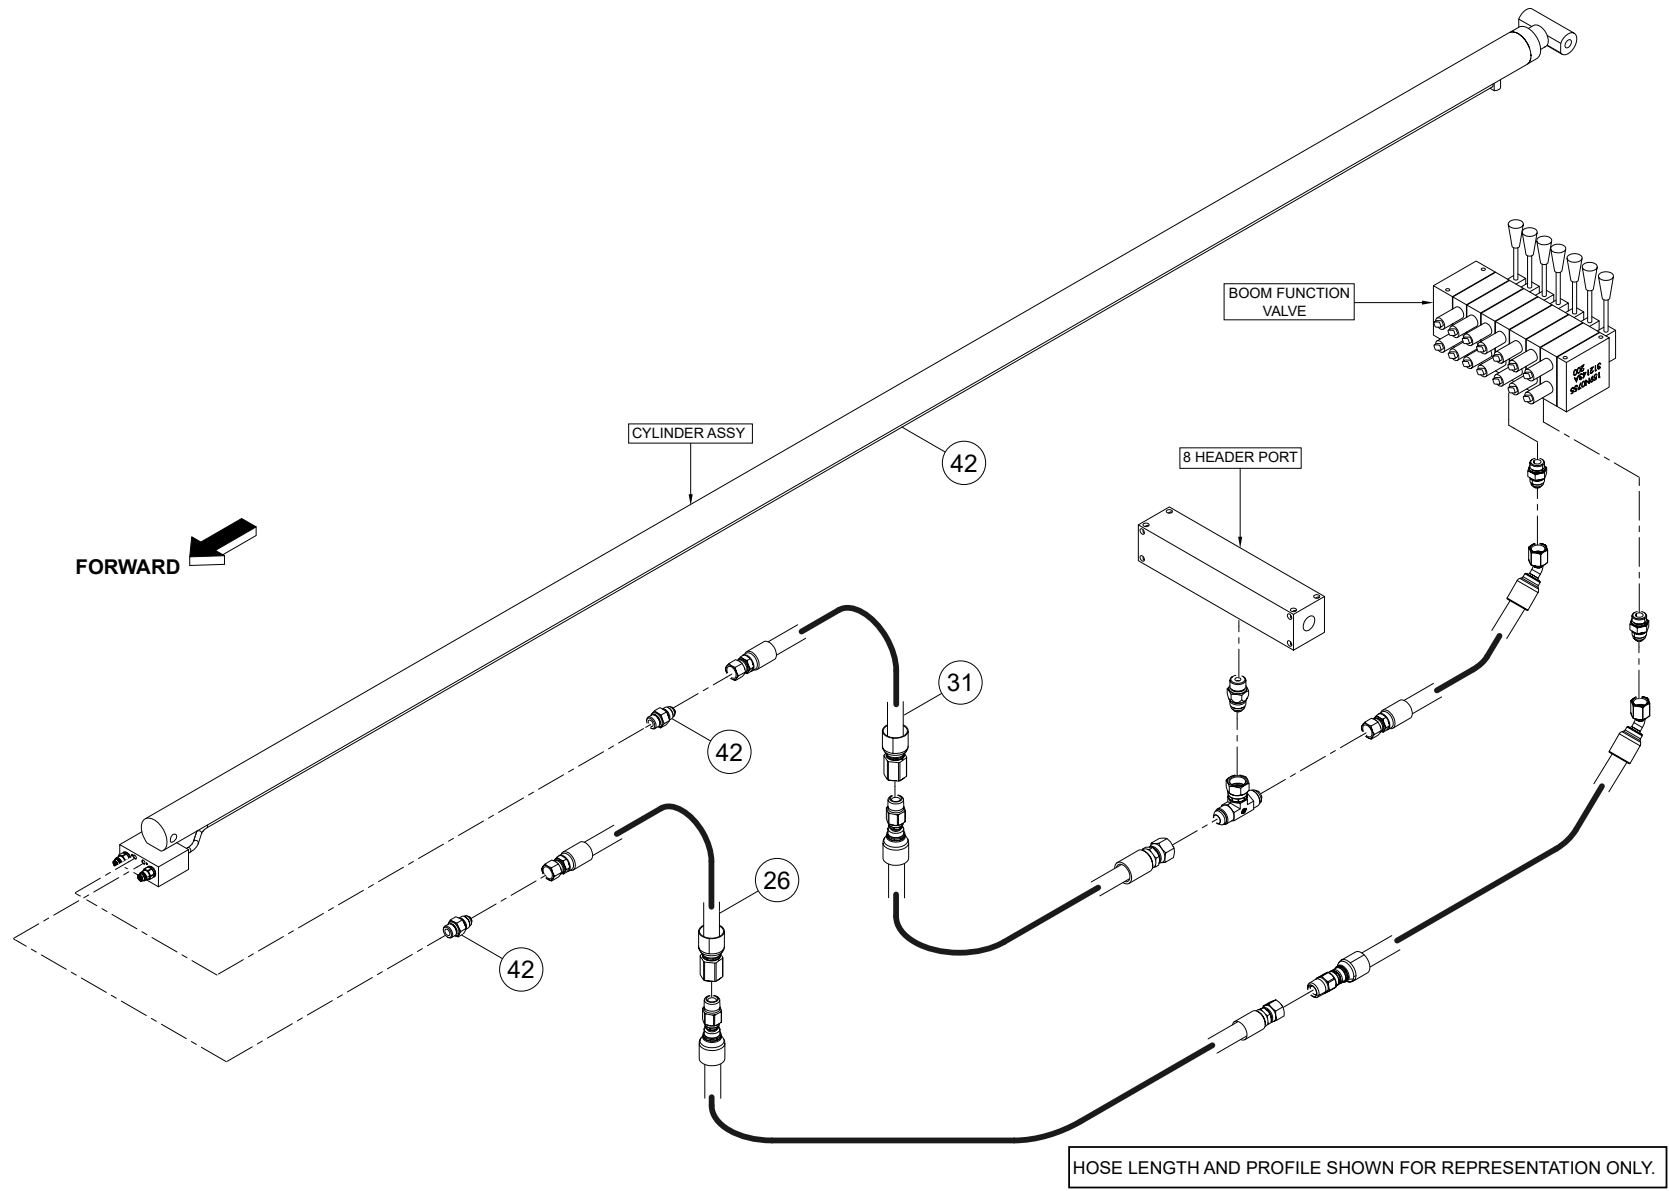 BOOM FUNCTION
VALVE
CYLINDER ASSY
42
8 HEADER PORT
FORWARD
31
42
26
42
HOSE LENGTH AND PROFILE SHOWN FOR REPRESENTATION ONLY.